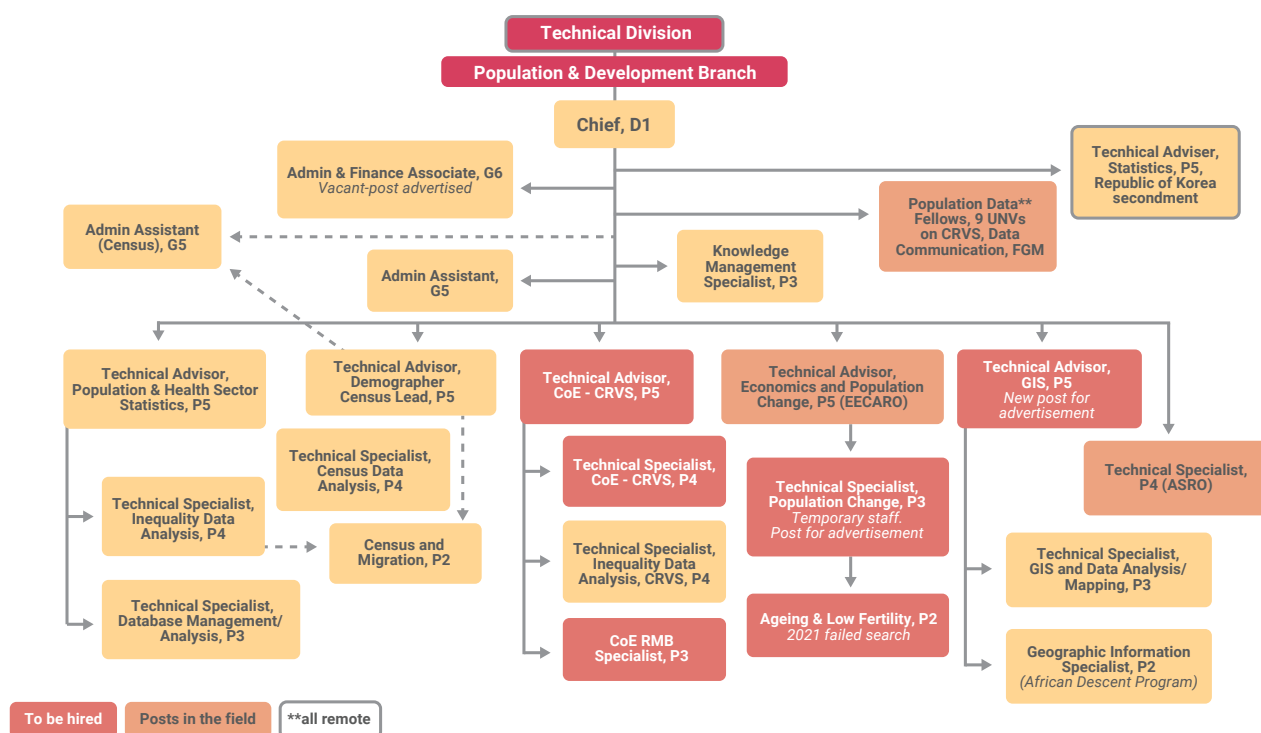 Technical Division
Population & Development Branch
Chief, D1
Admin & Finance Associate, G6
Vacant-post advertised
Tecnhical Adviser,
Statistics, P5,
Republic of Korea
secondment
Population Data**
Fellows, 9 UNVs
on CRVS, Data
Communication, FGM
Admin Assistant
(Census), G5
Knowledge
Management
Specialist, P3
Admin Assistant,
G5
Technical Advisor,
Population & Health Sector
Statistics, P5
Technical Advisor,
Demographer
Census Lead, P5
Technical Advisor,
CoE - CRVS, P5
Technical Advisor,
Economics and Population
Change, P5 (EECARO)
Technical Advisor,
GIS, P5
New post for
advertisement
Technical Specialist,
Census Data
Analysis, P4
Technical Specialist,
CoE - CRVS, P4
Technical Specialist,
Population Change, P3
Temporary staff.
Post for advertisement
Technical Specialist,
P4 (ASRO)
Technical Specialist,
Inequality Data
Analysis, P4
Census and
Migration, P2
Technical Specialist,
Inequality Data
Analysis, CRVS, P4
Technical Specialist,
GIS and Data Analysis/
Mapping, P3
Technical Specialist,
Database Management/
Analysis, P3
Ageing & Low Fertility, P2
2021 failed search
CoE RMB
Specialist, P3
Geographic Information
Specialist, P2
(African Descent Program)
To be hired
Posts in the field
**all remote